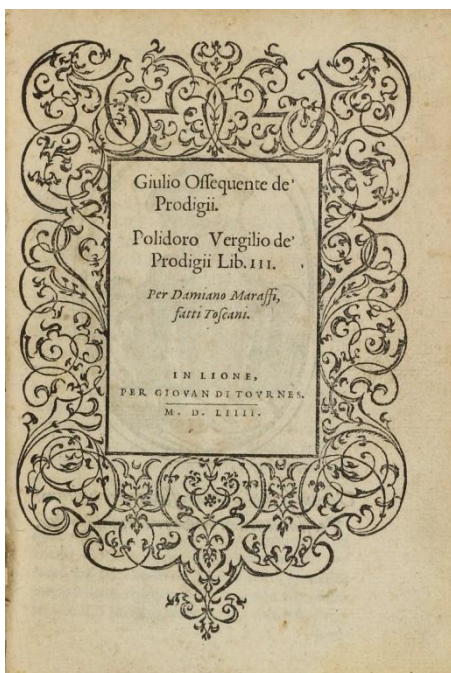 Giulio Ossequente de'
Prodigii.
Polidoro Vergilio de'
Prodigii Lib. III.
Per Damiano Maraffi,
fatti Toscani.
IN LIONE,
PER GIOVAN DI TOVRNES.
M. D. LIIII.